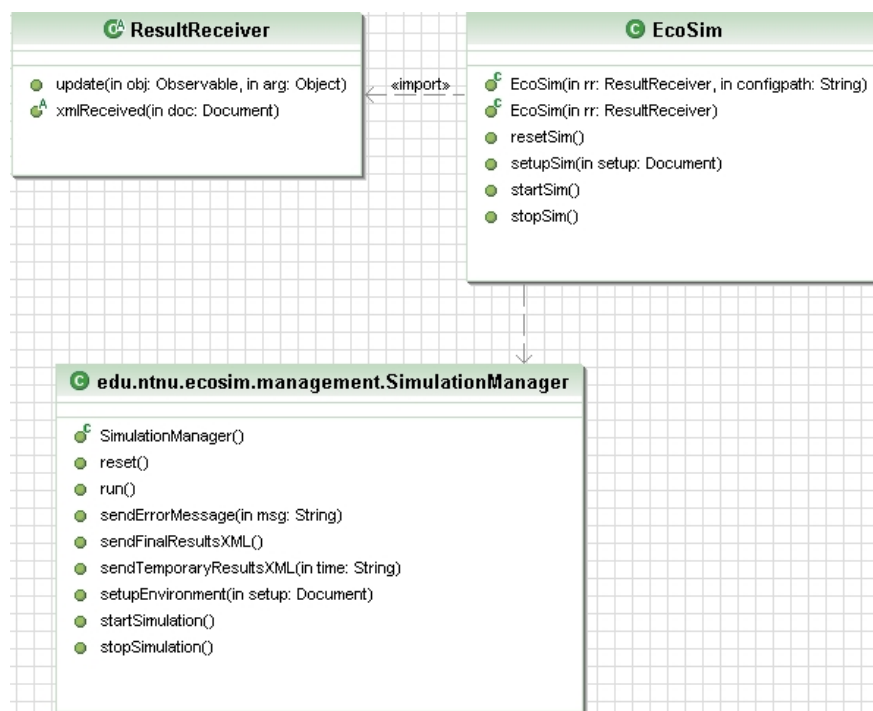 ResultReceiver
update(in obj: Observable, in arg: Object)
xmlReceived(in doc: Document)
«import»
EcoSim
EcoSim(in rr: ResultReceiver, in configpath: String)
EcoSim(in rr: ResultReceiver)
resetSim()
setupSim(in setup: Document)
startSim()
stopSim()
edu.ntnu.ecosim.management.SimulationManager
SimulationManager()
reset()
run()
sendErrorMessage(in msg: String)
sendFinalResultsXML()
sendTemporaryResultsXML(in time: String)
setupEnvironment(in setup: Document)
startSimulation()
stopSimulation()